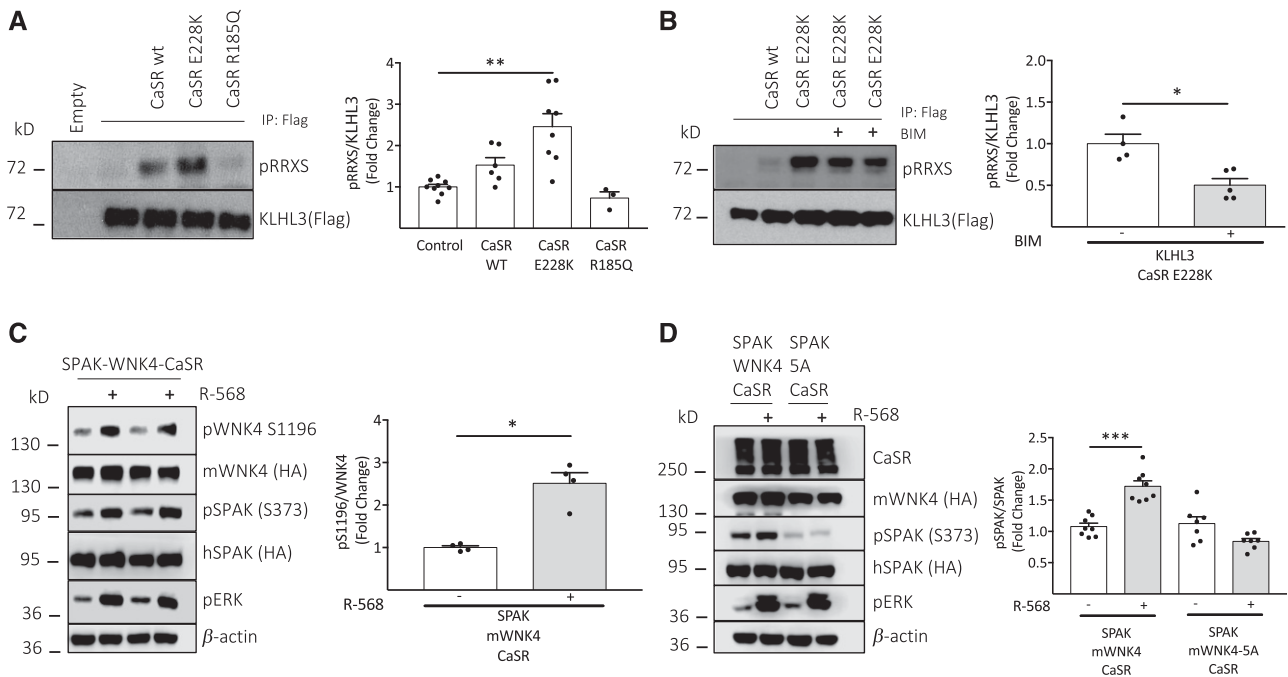 A
Empty
CaSR wt
CaSR E228K
CaSR R185Q
IP: Flag
kD
72
pRRXS
72
KLHL3(Flag)
pRRXS/KLHL3
(Fold Change)
4
3
2
1
**
Control
CaSR
WT
CaSR
E228K
CaSR
R185Q
B
CaSR wt
CaSR E228K
CaSR E228K
CaSR E228K
IP: Flag
kD
+ +
BIM
72
pRRXS
72
KLHL3(Flag)
pRRXS/KLHL3
(Fold Change)
2.0
1.5
1.0
0.5
*
BIM - +
KLHL3
CaSR E228K
C
SPAK-WNK4-CaSR
kD
+ +
R-568
130
pWNK4 S1196
130
mWNK4 (HA)
95
pSPAK (S373)
95
hSPAK (HA)
36
pERK
36
β-actin
pS1196/WNK4
(Fold Change)
4
3
2
1
*
R-568 - +
SPAK
mWNK4
CaSR
D
SPAK SPAK
WNK4 5A
CaSR CaSR
kD
+ +
R-568
250
CaSR
130
mWNK4 (HA)
95
pSPAK (S373)
95
hSPAK (HA)
36
pERK
36
β-actin
pSPAK/SPAK
(Fold Change)
2.5
2.0
1.5
1.0
0.5
***
R-568 - + - +
SPAK
mWNK4
CaSR
SPAK
mWNK4-5A
CaSR